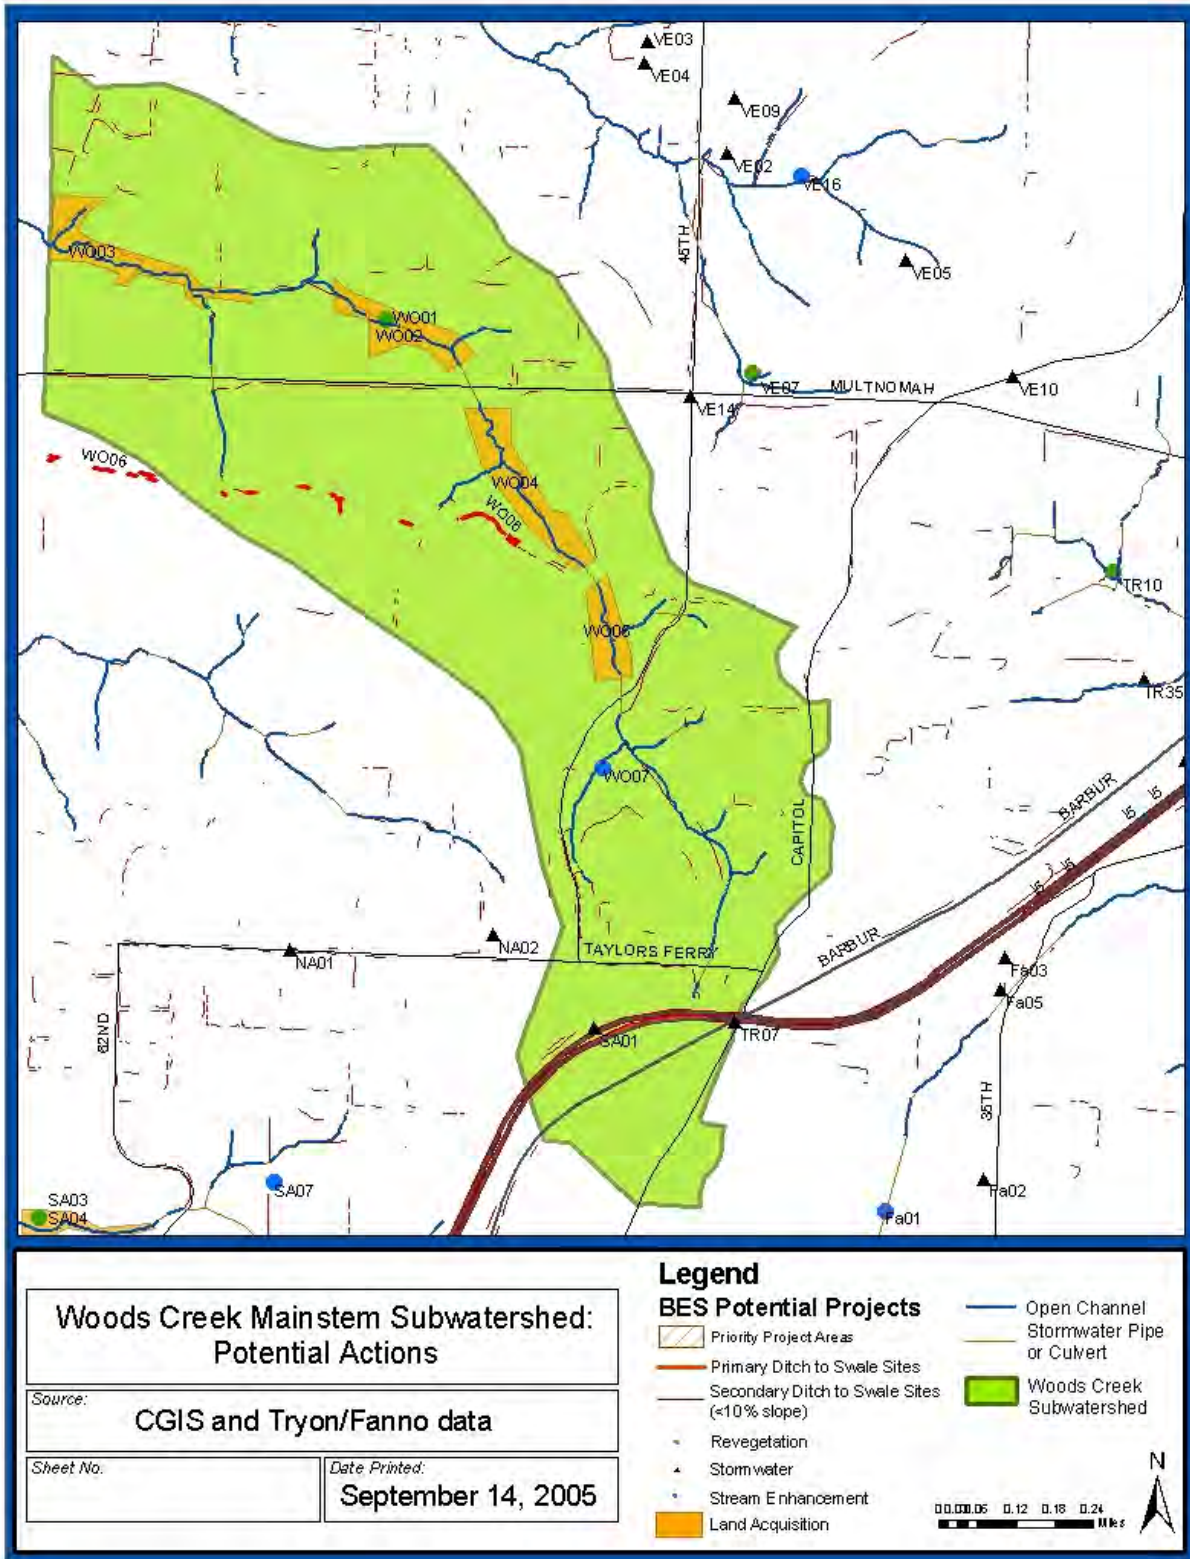 VE03
VE04
VE09
VE02
VE16
45TH
VE05
WO03
WO01
WO02
VE07
MULTNOMAH
VE10
VE14
WO06
WO04
WO06
TR10
WO05
TR35
WO07
BARBUR
I5
I5
CAPITOL
I5
I5
NA01
NA02
TAYLORS FERRY
BARBUR
Fa03
Fa05
62ND
SA01
TR07
35TH
SA07
Fa02
SA03
SA04
Fa01
Woods Creek Mainstem Subwatershed:
Potential Actions
Source:
CGIS and Tryon/Fanno data
Sheet No.
Date Printed:
September 14, 2005
Legend
BES Potential Projects
Priority Project Areas
Primary Ditch to Swale Sites
Secondary Ditch to Swale Sites
(<10% slope)
Revegetation
Stormwater
Stream Enhancement
Land Acquisition
Open Channel
Stormwater Pipe
or Culvert
Woods Creek
Subwatershed
N
0.12 0.18 0.24
Miles